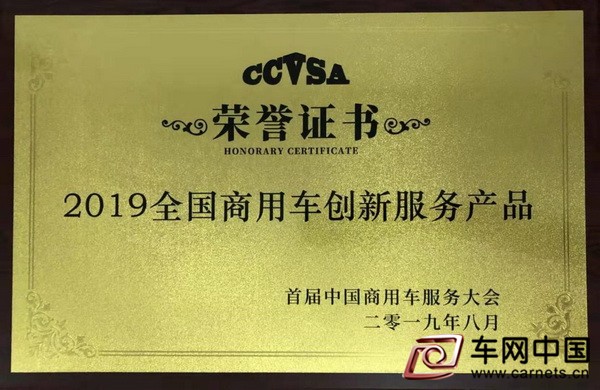 CCVSA
荣誉证书
HONORARY CERTIFICATE
2019全国商用车创新服务产品
首届中国商用车服务大会
二零一九年八月
车网中国
www.carnets.cn